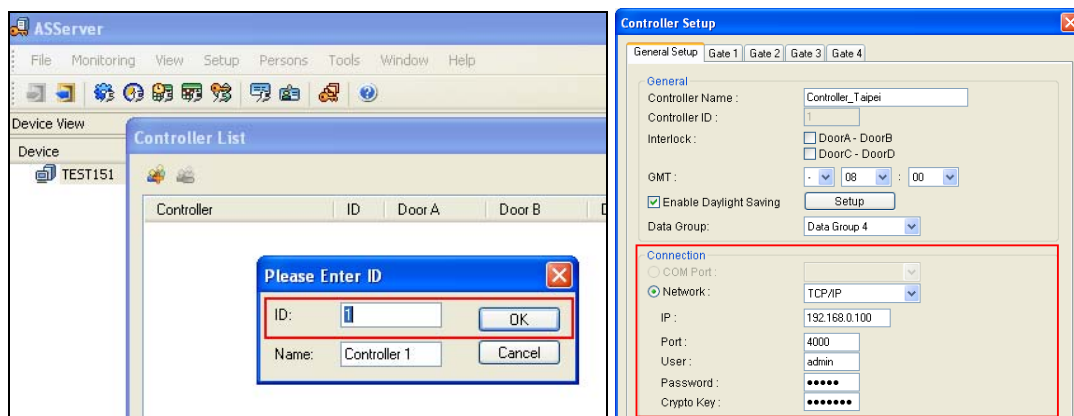 ASServer
File Monitoring View Setup Persons Tools Window Help
Device View
Device
TEST151
Controller List
Controller ID Door A Door B
Please Enter ID
ID: 1 OK
Name: Controller 1 Cancel
Controller Setup
General Setup Gate 1 Gate 2 Gate 3 Gate 4
General
Controller Name : Controller_Taipei
Controller ID : 1
Interlock : DoorA - DoorB
DoorC - DoorD
GMT : - 08 : 00
Enable Daylight Saving Setup
Data Group: Data Group 4
Connection
COM Port :
Network : TCP/IP
IP : 192.168.0.100
Port : 4000
User : admin
Password : •••••
Crypto Key : •••••••